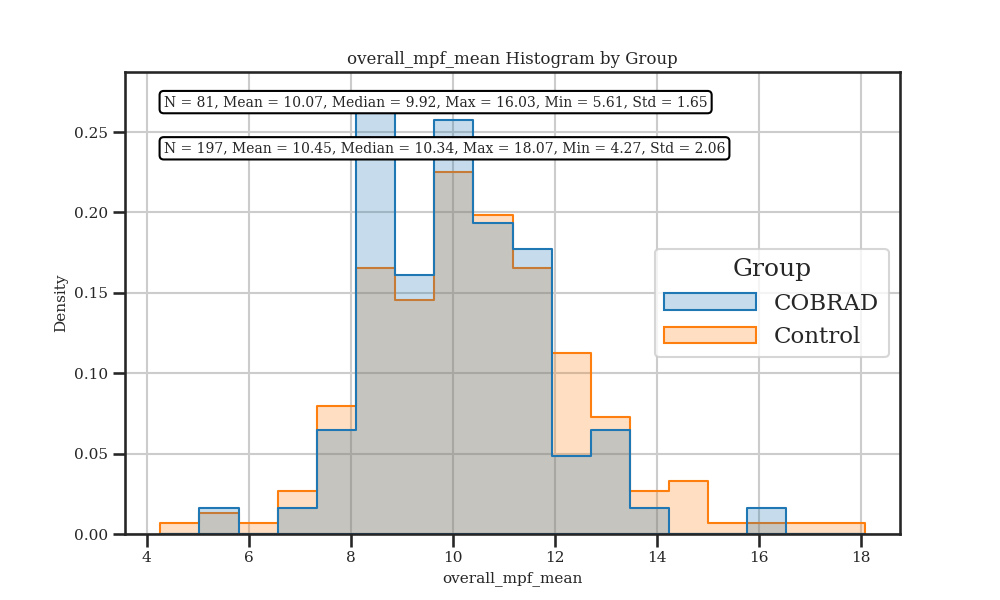 overall_mpf_mean Histogram by Group
N = 81, Mean = 10.07, Median = 9.92, Max = 16.03, Min = 5.61, Std = 1.65
N = 197, Mean = 10.45, Median = 10.34, Max = 18.07, Min = 4.27, Std = 2.06
Density
0.25
0.20
0.15
0.10
0.05
0.00
Group
COBRAD
Control
4 6 8 10 12 14 16 18
overall_mpf_mean